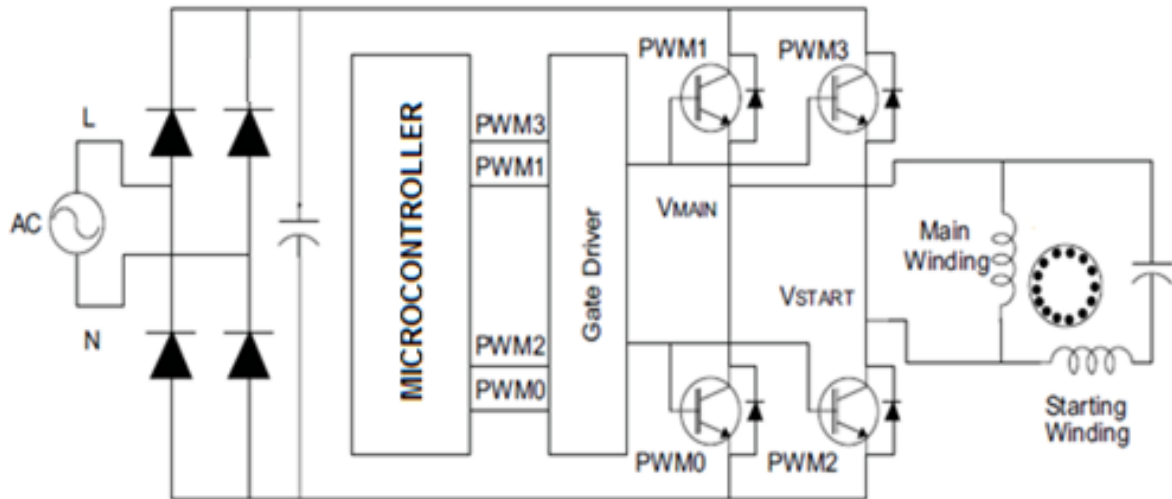 PWM1
PWM3
L
AC
N
MICROCONTROLLER
PWM3
PWM1
PWM2
PWM0
Gate Driver
VMAIN
VSTART
Main
Winding
Starting
Winding
PWM0
PWM2